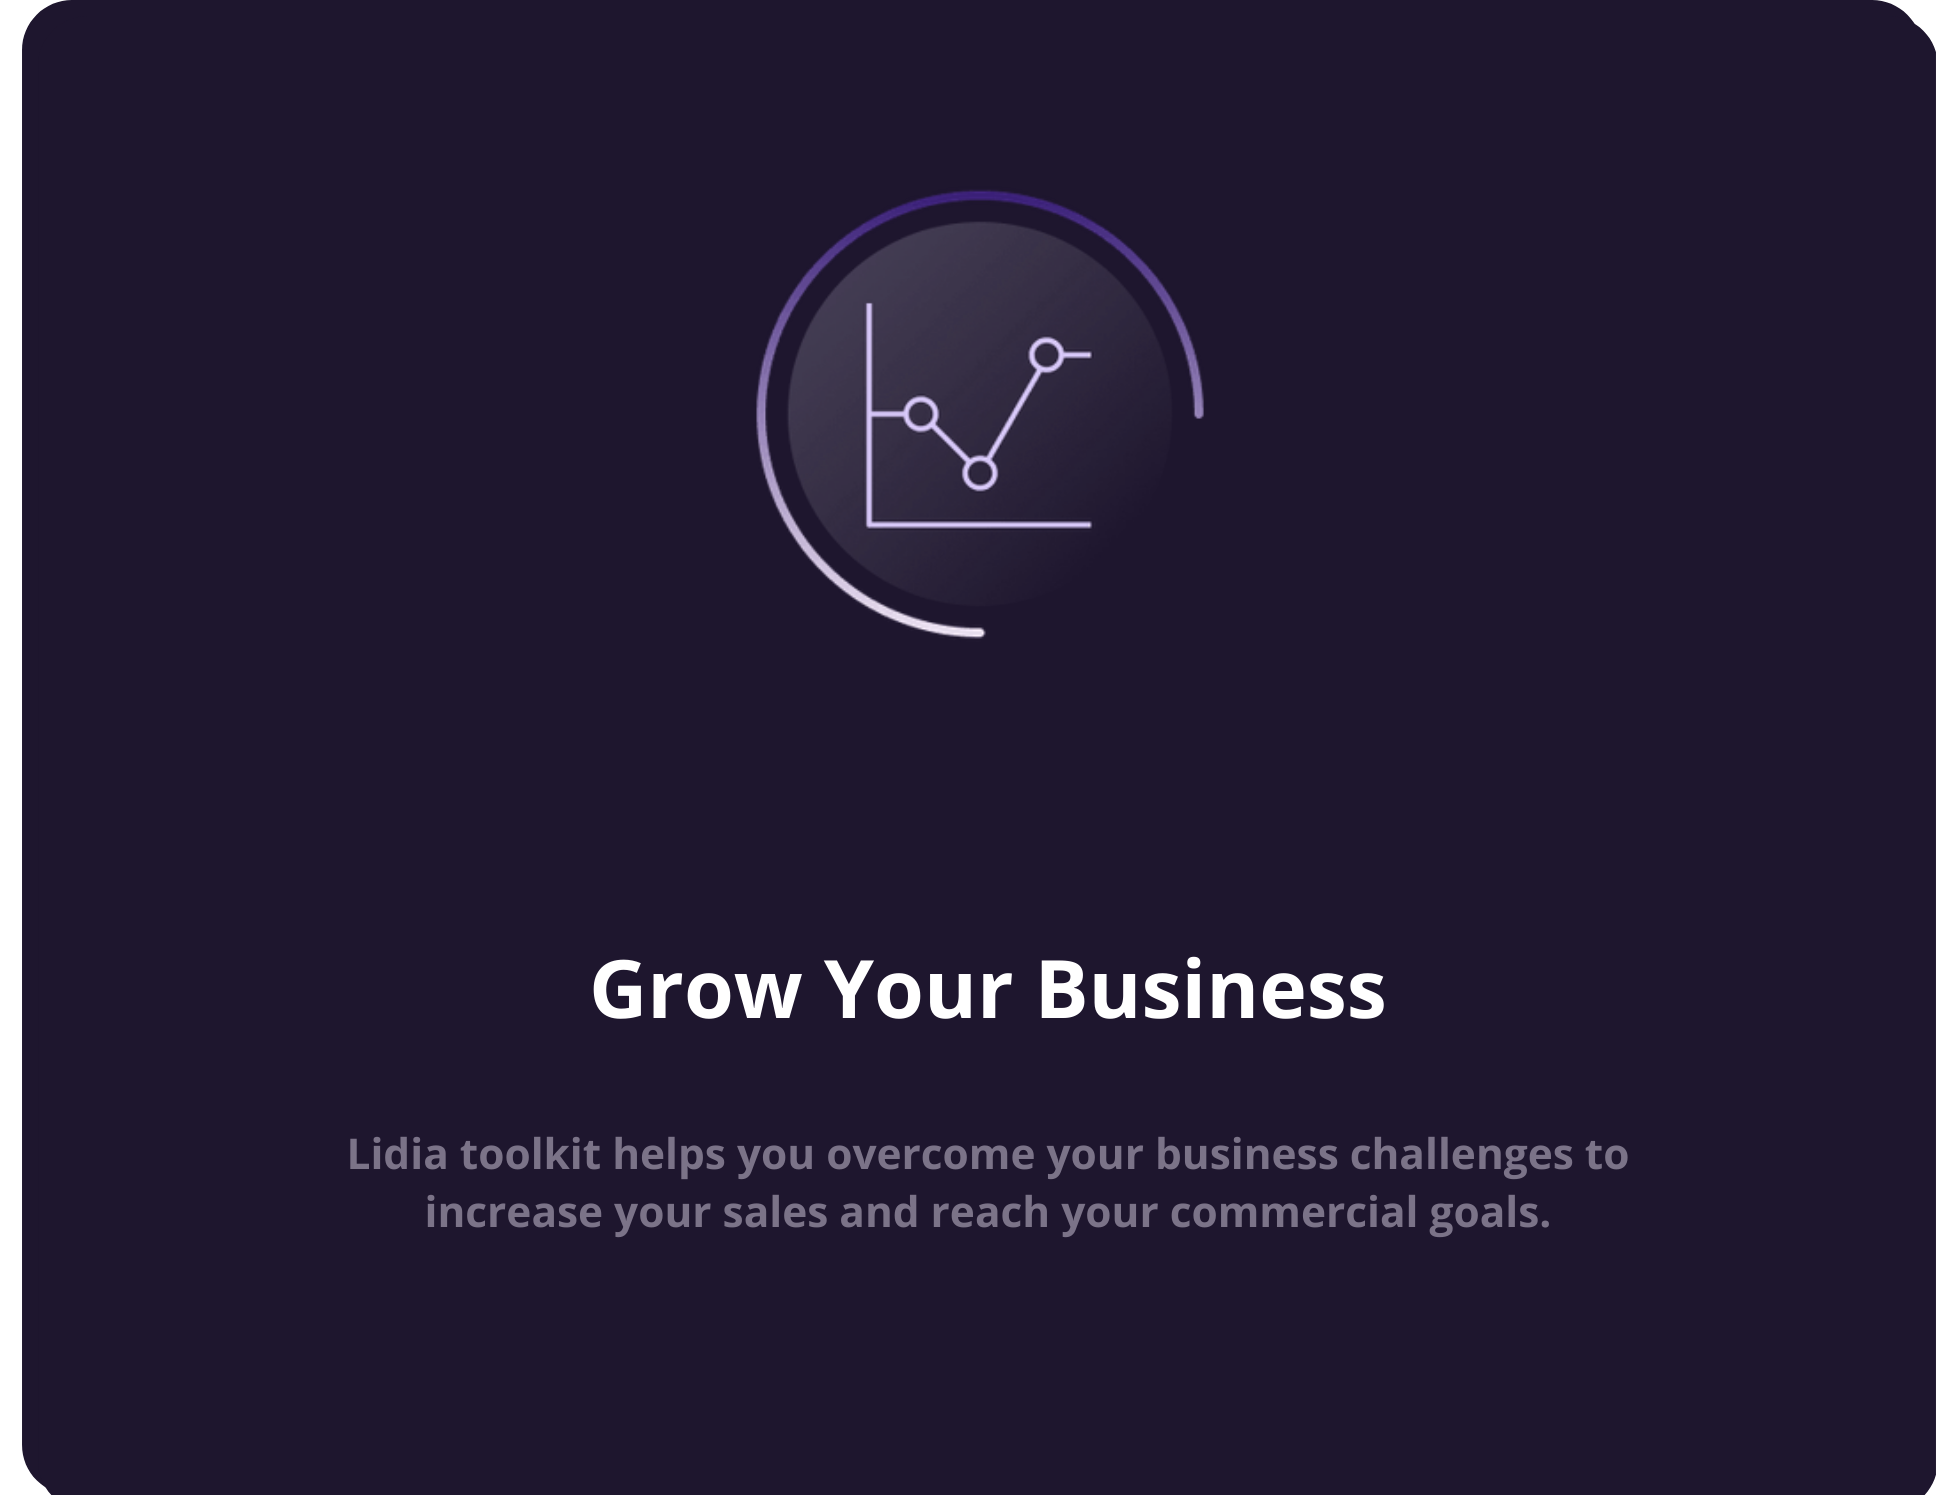 Grow Your Business
Lidia toolkit helps you overcome your business challenges to
increase your sales and reach your commercial goals.